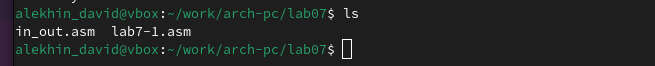 alekhin_david@vbox:~/work/arch-pc/lab07$ ls
in_out.asm  lab7-1.asm
alekhin_david@vbox:~/work/arch-pc/lab07$